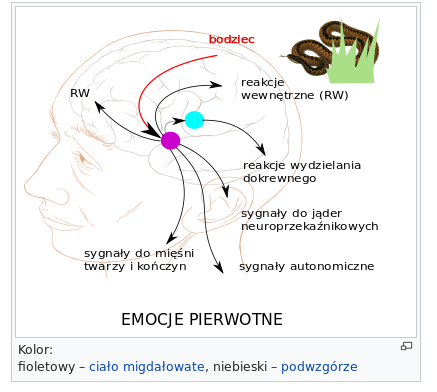 bodziec
RW
reakcje
wewnętrzne (RW)
reakcje wydzielania
dokrewnego
sygnały do jąder
neuroprzekaźnikowych
sygnały do mięśni
twarzy i kończyn
sygnały autonomiczne
EMOCJE PIERWOTNE
Kolor:
fioletowy – ciało migdałowate, niebieski – podwzgórze